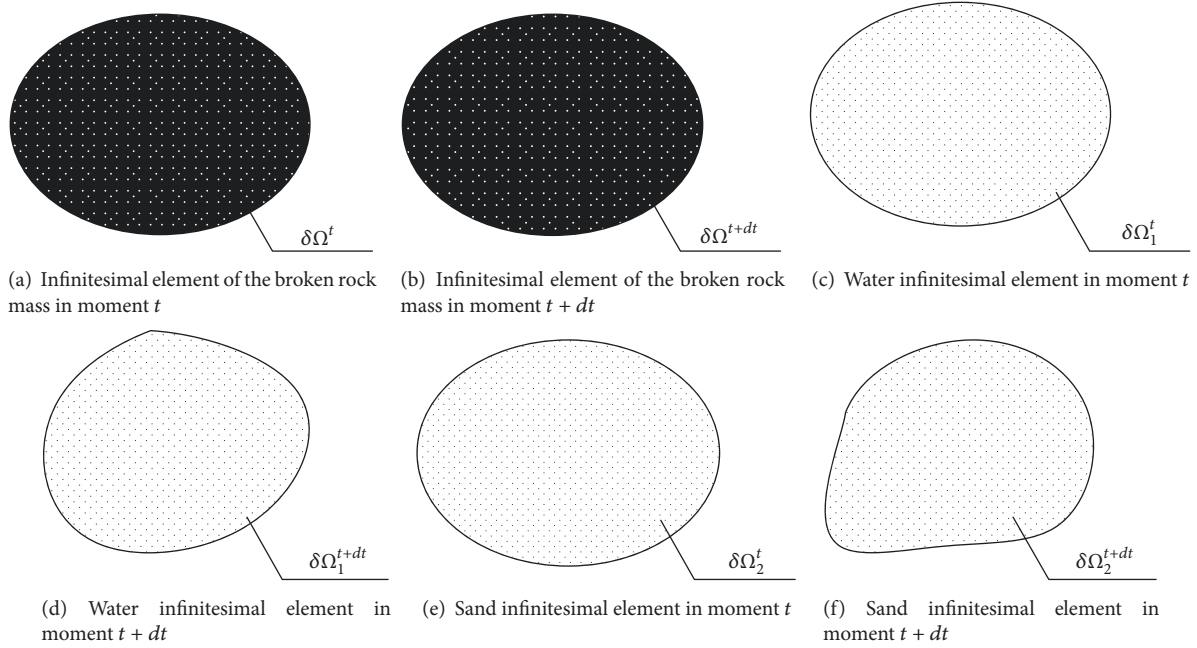 δΩ^t
δΩ^{t+dt}
δΩ_1^t
(a) Infinitesimal element of the broken rock
mass in moment t
(b) Infinitesimal element of the broken rock
mass in moment t + dt
(c) Water infinitesimal element in moment t
δΩ_1^{t+dt}
δΩ_2^t
δΩ_2^{t+dt}
(d) Water infinitesimal element in
moment t + dt
(e) Sand infinitesimal element in moment t
(f) Sand infinitesimal element in
moment t + dt